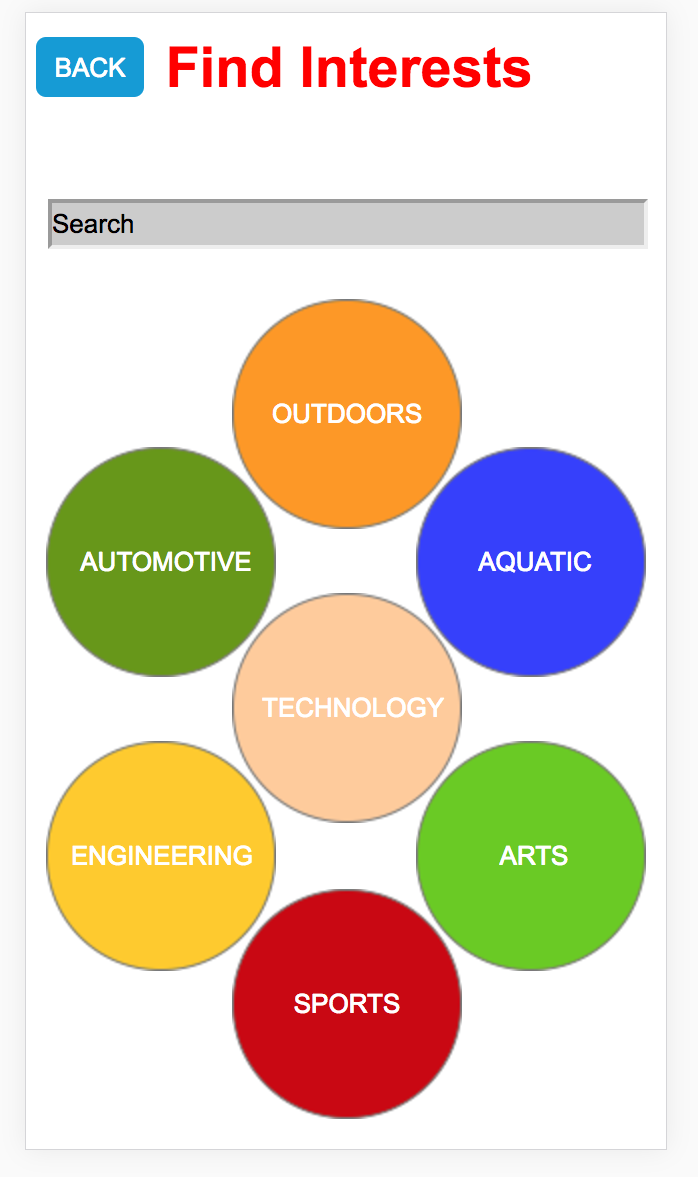 BACK Find Interests
Search
OUTDOORS
AUTOMOTIVE
AQUATIC
TECHNOLOGY
ENGINEERING
ARTS
SPORTS